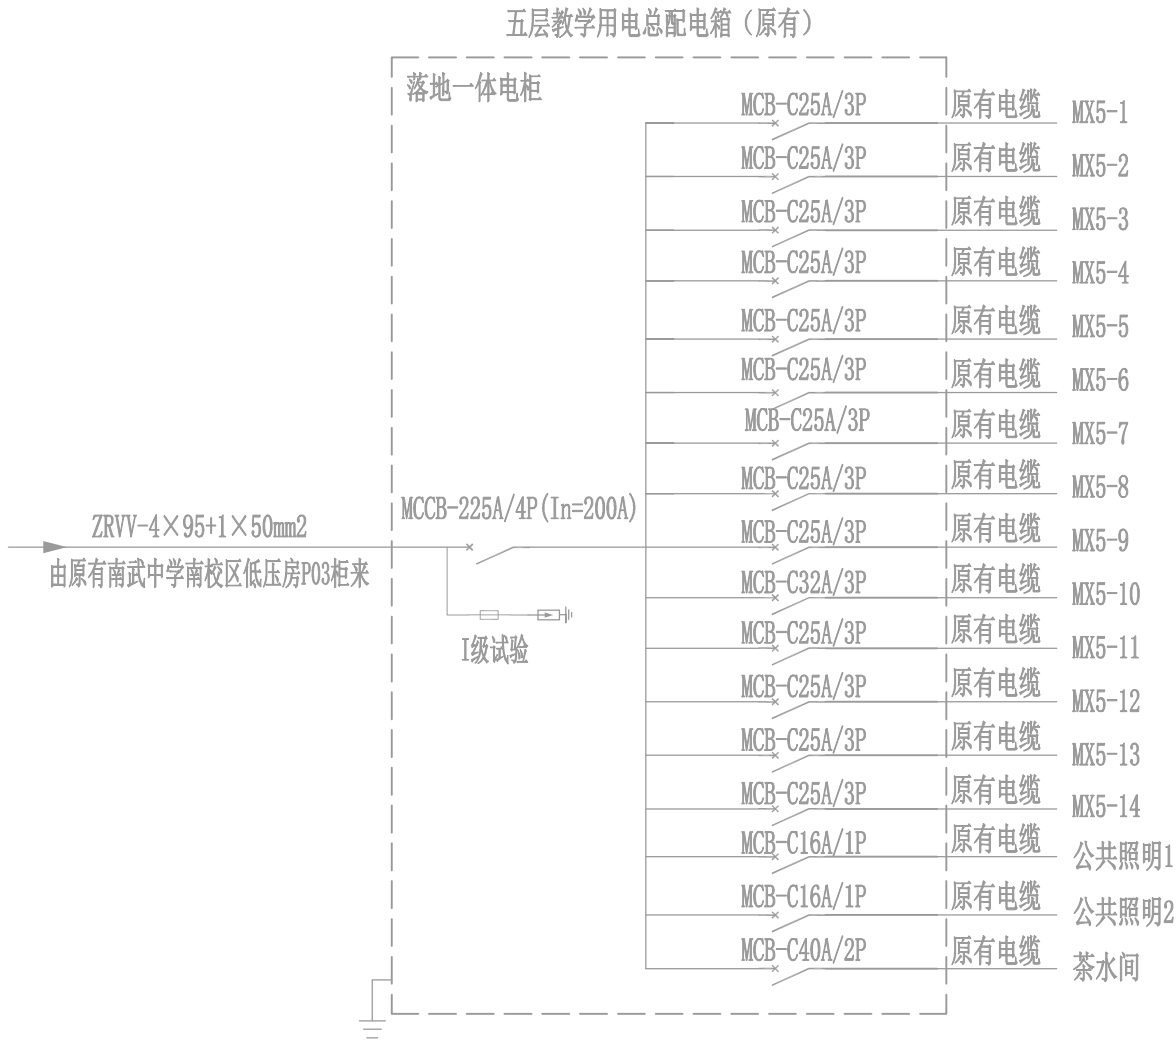 五层教学用电总配电箱（原有）
落地一体电柜
MCB-C25A/3P 原有电缆 MX5-1
MCB-C25A/3P 原有电缆 MX5-2
MCB-C25A/3P 原有电缆 MX5-3
MCB-C25A/3P 原有电缆 MX5-4
MCB-C25A/3P 原有电缆 MX5-5
MCB-C25A/3P 原有电缆 MX5-6
MCB-C25A/3P 原有电缆 MX5-7
MCB-C25A/3P 原有电缆 MX5-8
ZRVV-4×95+1×50mm2
由原有南武中学南校区低压房P03柜来
MCCB-225A/4P(In=200A)
I级试验
MCB-C25A/3P 原有电缆 MX5-9
MCB-C32A/3P 原有电缆 MX5-10
MCB-C25A/3P 原有电缆 MX5-11
MCB-C25A/3P 原有电缆 MX5-12
MCB-C25A/3P 原有电缆 MX5-13
MCB-C25A/3P 原有电缆 MX5-14
MCB-C16A/1P 原有电缆 公共照明1
MCB-C16A/1P 原有电缆 公共照明2
MCB-C40A/2P 原有电缆 茶水间